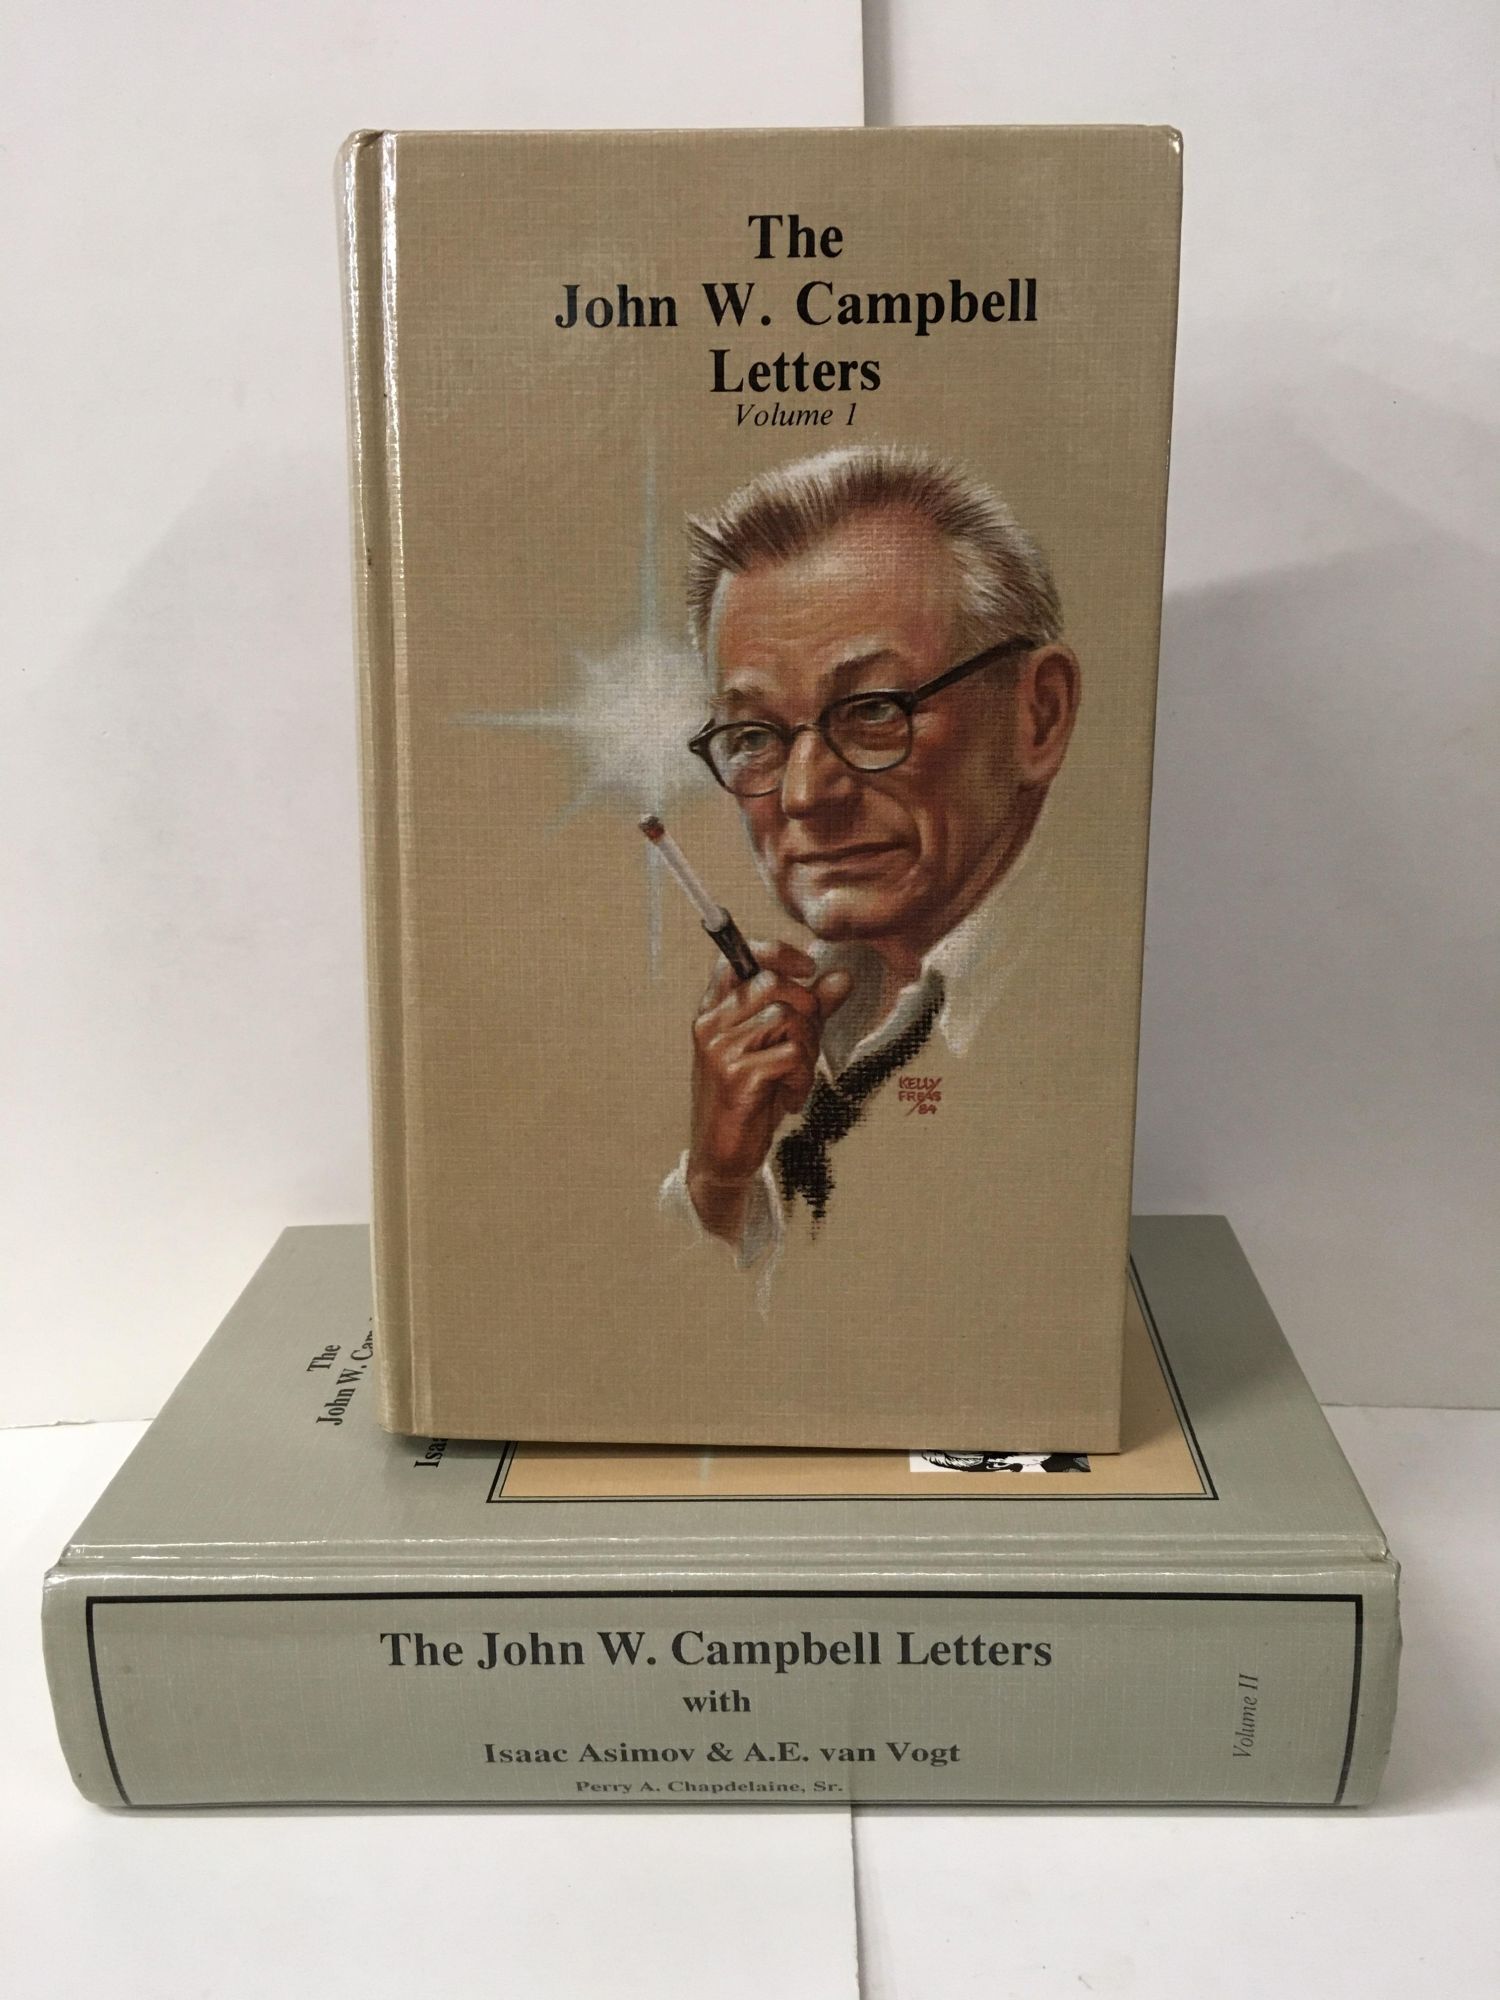 The
John W. Campbell
Letters
Volume 1
KELLY
FREAS
84
The
John W. Cam
Isaa
The John W. Campbell Letters
with
Isaac Asimov & A.E. van Vogt
Perry A. Chapdelaine, Sr.
Volume II